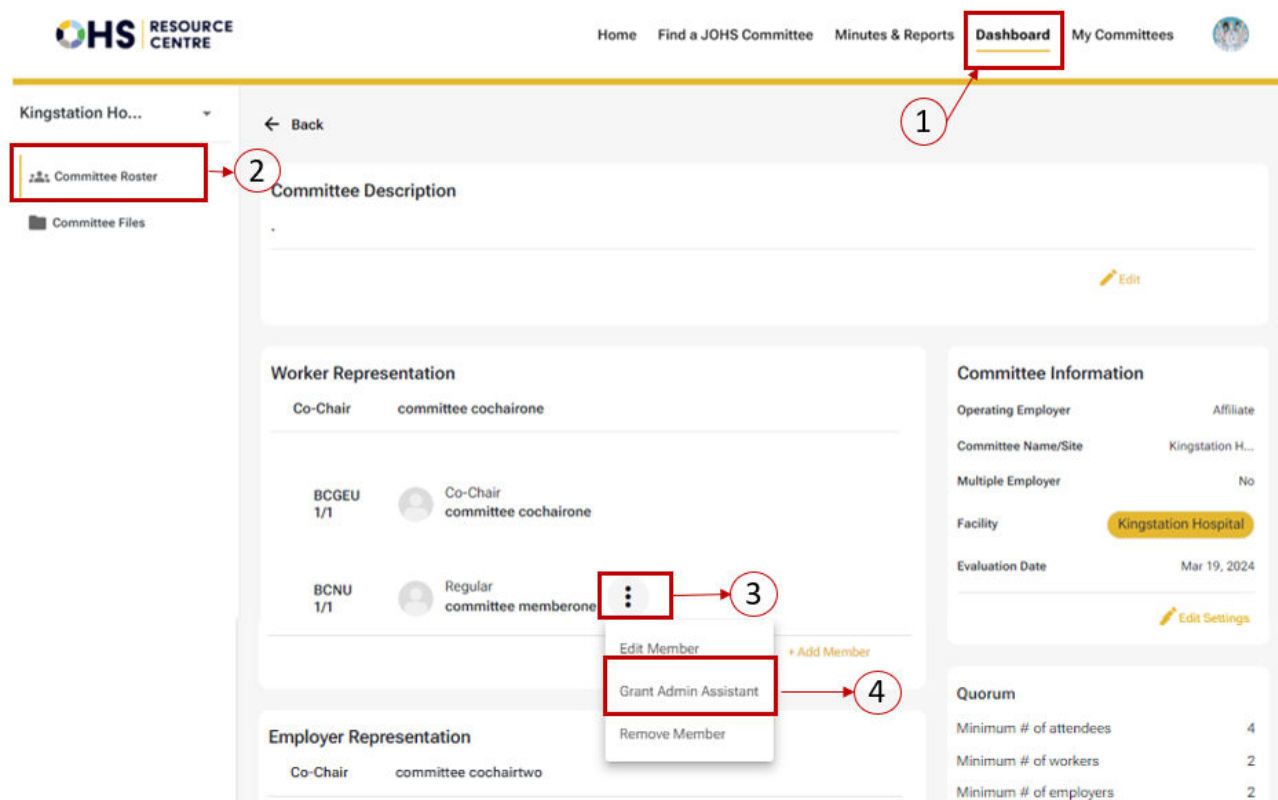 OHS RESOURCE CENTRE
Home Find a JOHS Committee Minutes & Reports Dashboard My Committees
1
Kingstation Ho...
Back
2
Committee Roster
Committee Files
Committee Description
.
Edit
Worker Representation
Co-Chair committee cochairone
BCGEU
1/1
Co-Chair
committee cochairone
BCNU
1/1
Regular
committee memberone
3
Edit Member
Grant Admin Assistant
Remove Member
4
+ Add Member
Employer Representation
Co-Chair committee cochairtwo
Committee Information
Operating Employer Affiliate
Committee Name/Site Kingstation H...
Multiple Employer No
Facility Kingstation Hospital
Evaluation Date Mar 19, 2024
Edit Settings
Quorum
Minimum # of attendees 4
Minimum # of workers 2
Minimum # of employers 2